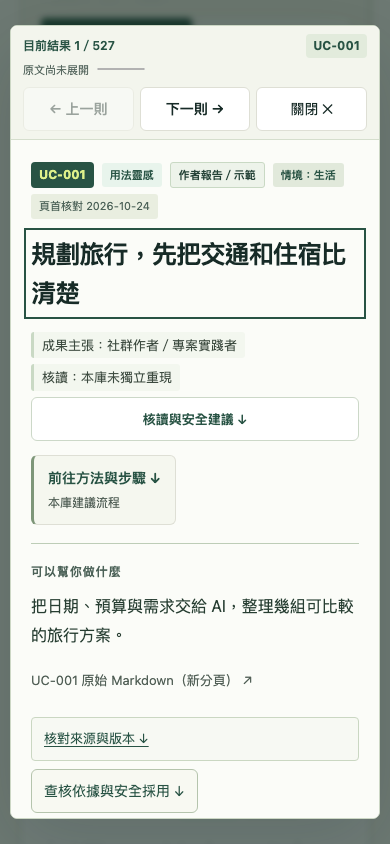 目前結果 1 / 527
UC-001
原文尚未展開
← 上一則
下一則 →
關閉 ✕
UC-001
用法靈感
作者報告 / 示範
情境：生活
頁首核對 2026-10-24
規劃旅行，先把交通和住宿比
清楚
成果主張：社群作者 / 專案實踐者
核讀：本庫未獨立重現
核讀與安全建議 ↓
前往方法與步驟 ↓
本庫建議流程
可以幫你做什麼
把日期、預算與需求交給 AI，整理幾組可比較
的旅行方案。
UC-001 原始 Markdown（新分頁） ↗
核對來源與版本 ↓
查核依據與安全採用 ↓